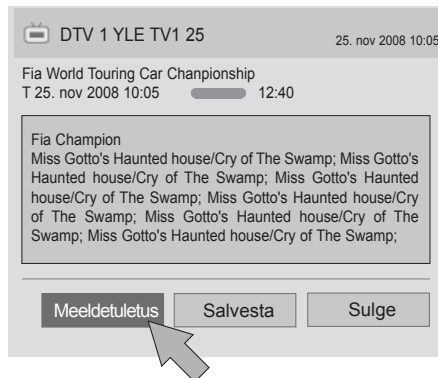 DTV 1 YLE TV1 25
25. nov 2008 10:05
Fia World Touring Car Chanpionship
T 25. nov 2008 10:05 12:40
Fia Champion
Miss Gotto's Haunted house/Cry of The Swamp; Miss Gotto's
Haunted house/Cry of The Swamp; Miss Gotto's Haunted
house/Cry of The Swamp; Miss Gotto's Haunted house/Cry
of The Swamp; Miss Gotto's Haunted house/Cry of The
Swamp; Miss Gotto's Haunted house/Cry of The Swamp;
Meeldetuletus Salvesta Sulge